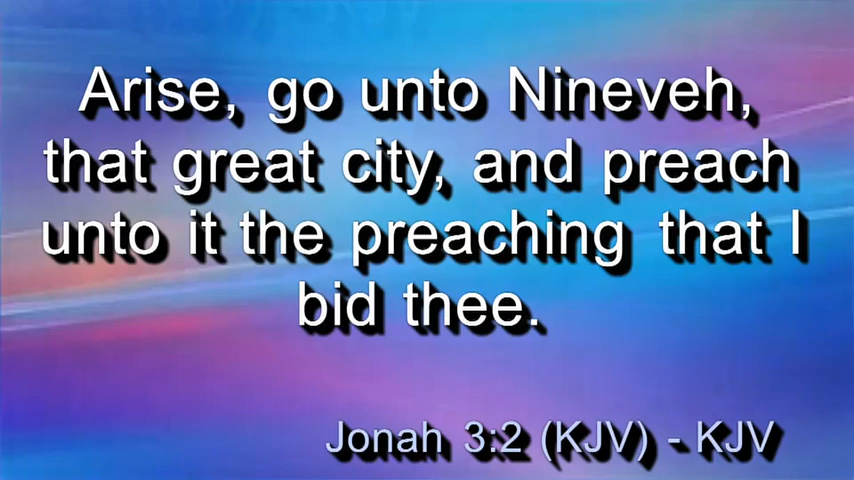 Arise, go unto Nineveh,
that great city, and preach
unto it the preaching that I
bid thee.
Jonah 3:2 (KJV) - KJV